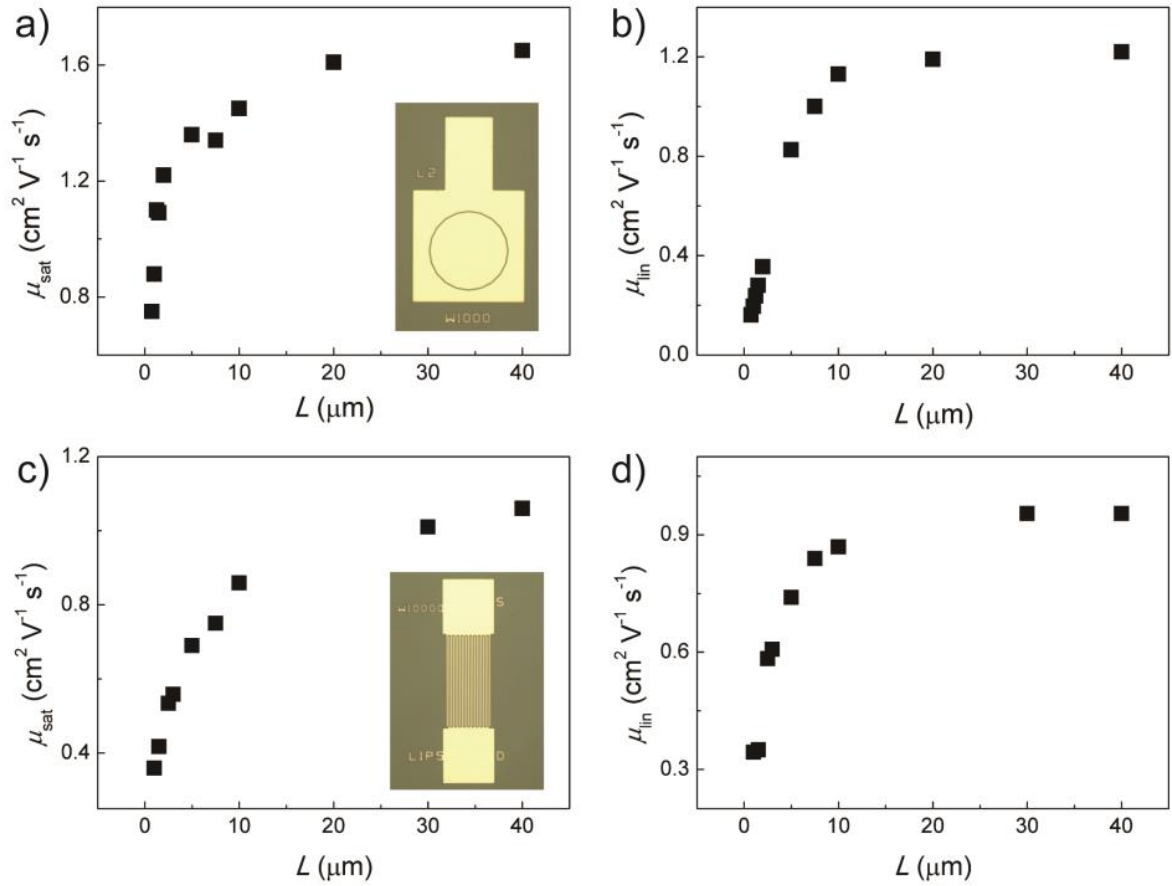 a)
μsat (cm² V⁻¹ s⁻¹)
1.6
1.2
0.8
0 10 20 30 40
L (μm)
L2
W1000
b)
μlin (cm² V⁻¹ s⁻¹)
1.2
0.8
0.4
0.0
0 10 20 30 40
L (μm)
c)
μsat (cm² V⁻¹ s⁻¹)
1.2
0.8
0.4
0 10 20 30 40
L (μm)
W10000 S
LIPS D
d)
μlin (cm² V⁻¹ s⁻¹)
0.9
0.6
0.3
0 10 20 30 40
L (μm)